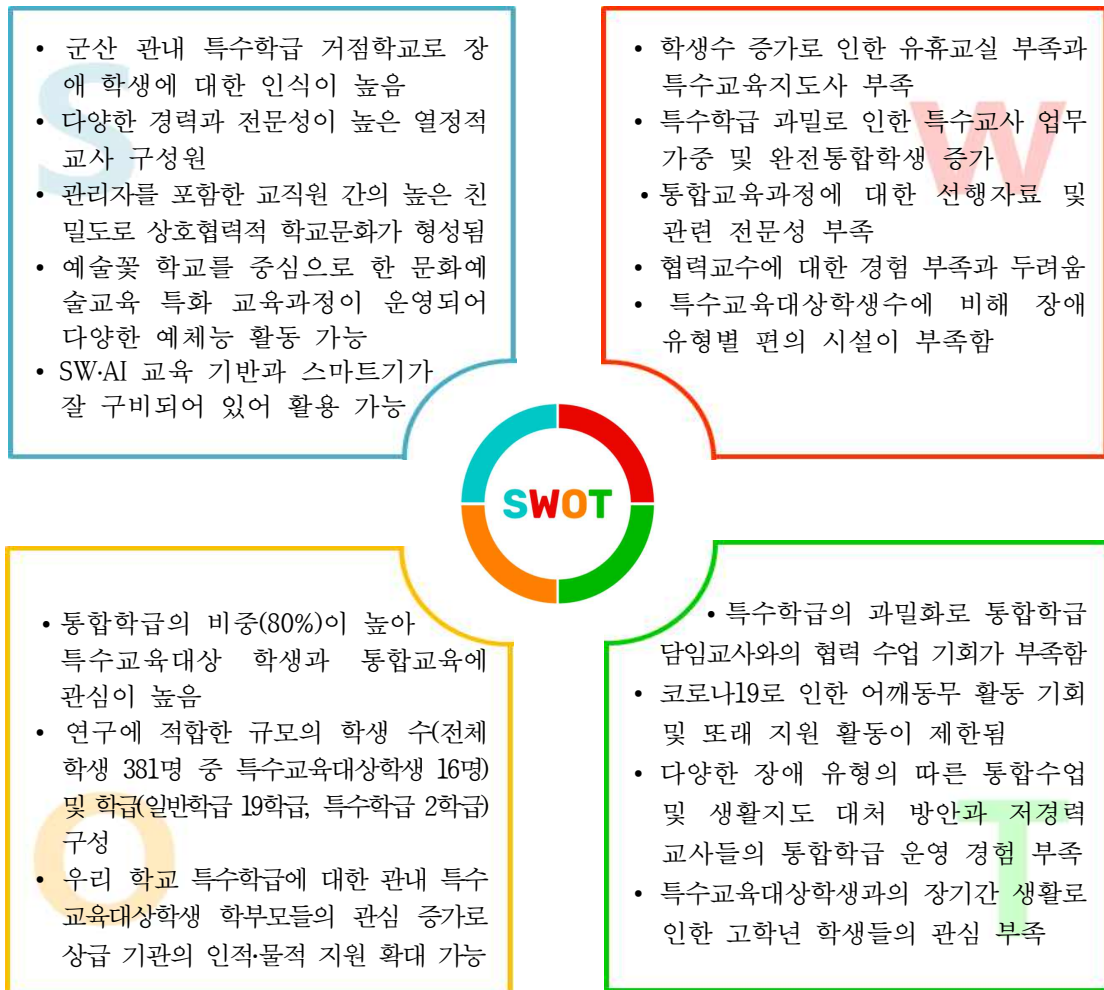 S
• 군산 관내 특수학급 거점학교로 장
애 학생에 대한 인식이 높음
• 다양한 경력과 전문성이 높은 열정적
교사 구성원
• 관리자를 포함한 교직원 간의 높은 친
밀도로 상호협력적 학교문화가 형성됨
• 예술꽃 학교를 중심으로 한 문화예
술교육 특화 교육과정이 운영되어
다양한 예체능 활동 가능
• SW·AI 교육 기반과 스마트기가
잘 구비되어 있어 활용 가능
W
• 학생수 증가로 인한 유휴교실 부족과
특수교육지도사 부족
• 특수학급 과밀로 인한 특수교사 업무
가중 및 완전통합학생 증가
• 통합교육과정에 대한 선행자료 및
관련 전문성 부족
• 협력교수에 대한 경험 부족과 두려움
• 특수교육대상학생수에 비해 장애
유형별 편의 시설이 부족함
SWOT
O
• 통합학급의 비중(80%)이 높아
특수교육대상 학생과 통합교육에
관심이 높음
• 연구에 적합한 규모의 학생 수(전체
학생 381명 중 특수교육대상학생 16명)
및 학급(일반학급 19학급, 특수학급 2학급)
구성
• 우리 학교 특수학급에 대한 관내 특수
교육대상학생 학부모들의 관심 증가로
상급 기관의 인적·물적 지원 확대 가능
T
• 특수학급의 과밀화로 통합학급
담임교사와의 협력 수업 기회가 부족함
• 코로나19로 인한 어깨동무 활동 기회
및 또래 지원 활동이 제한됨
• 다양한 장애 유형의 따른 통합수업
및 생활지도 대처 방안과 저경력
교사들의 통합학급 운영 경험 부족
• 특수교육대상학생과의 장기간 생활로
인한 고학년 학생들의 관심 부족